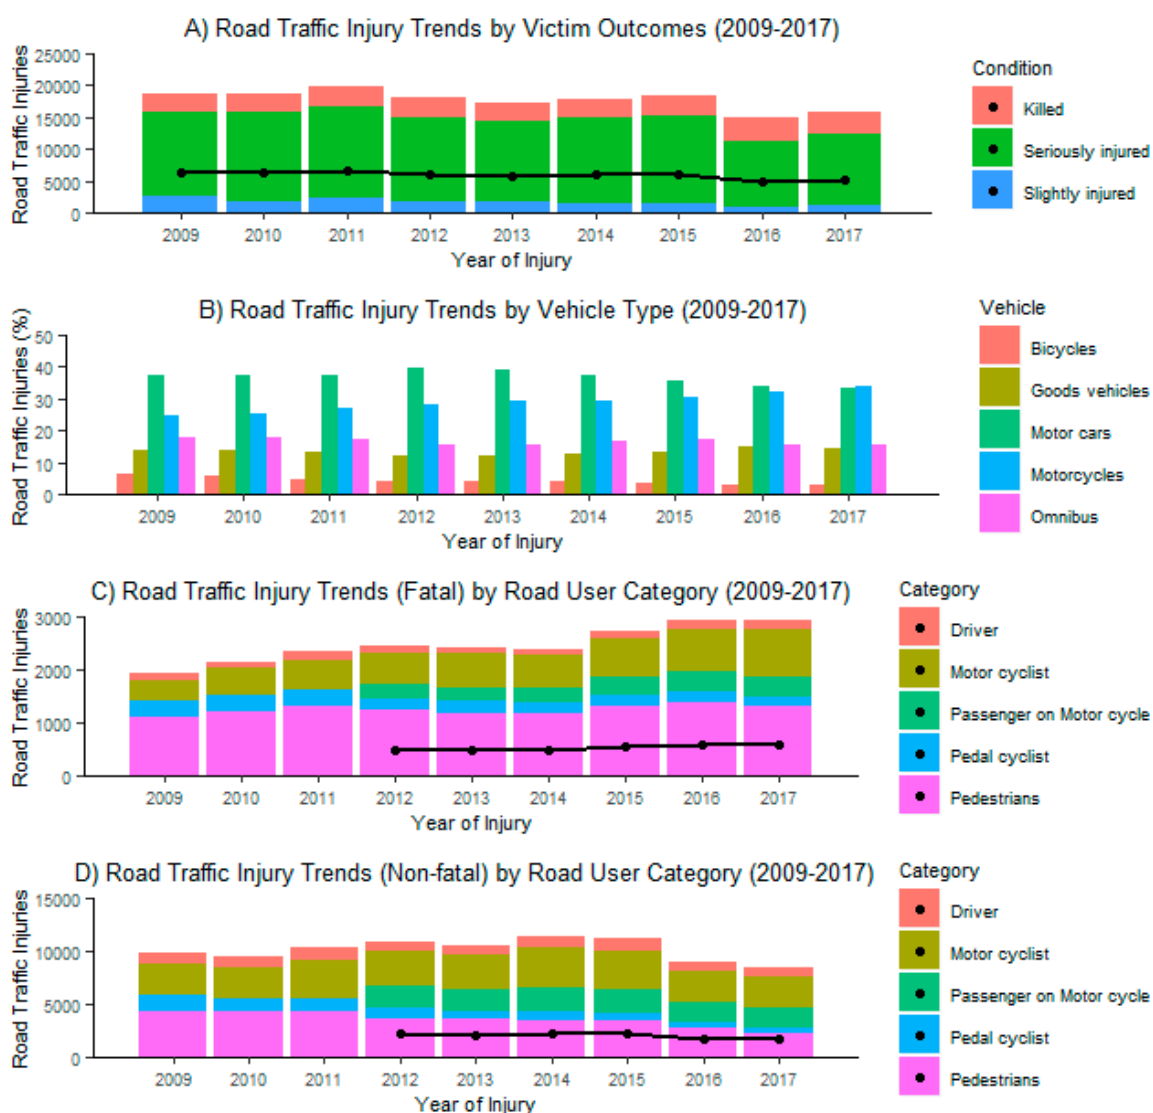 A) Road Traffic Injury Trends by Victim Outcomes (2009-2017)
Road Traffic Injuries
25000
20000
15000
10000
5000
0
2009 2010 2011 2012 2013 2014 2015 2016 2017
Year of Injury
Condition
Killed
Seriously injured
Slightly injured
B) Road Traffic Injury Trends by Vehicle Type (2009-2017)
Road Traffic Injuries (%)
50
40
30
20
10
0
2009 2010 2011 2012 2013 2014 2015 2016 2017
Year of Injury
Vehicle
Bicycles
Goods vehicles
Motor cars
Motorcycles
Omnibus
C) Road Traffic Injury Trends (Fatal) by Road User Category (2009-2017)
Road Traffic Injuries
3000
2000
1000
0
2009 2010 2011 2012 2013 2014 2015 2016 2017
Year of Injury
Category
Driver
Motor cyclist
Passenger on Motor cycle
Pedal cyclist
Pedestrians
D) Road Traffic Injury Trends (Non-fatal) by Road User Category (2009-2017)
Road Traffic Injuries
15000
10000
5000
0
2009 2010 2011 2012 2013 2014 2015 2016 2017
Year of Injury
Category
Driver
Motor cyclist
Passenger on Motor cycle
Pedal cyclist
Pedestrians